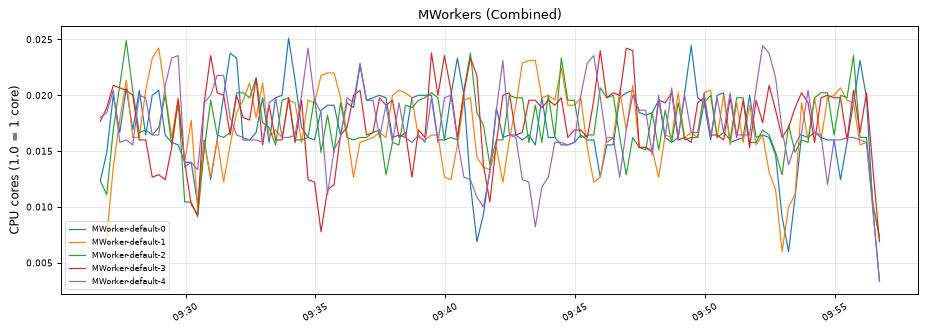 MWorkers (Combined)
CPU cores (1.0 = 1 core)
0.025
0.020
0.015
0.010
0.005
MWorker-default-0
MWorker-default-1
MWorker-default-2
MWorker-default-3
MWorker-default-4
09:30
09:35
09:40
09:45
09:50
09:55